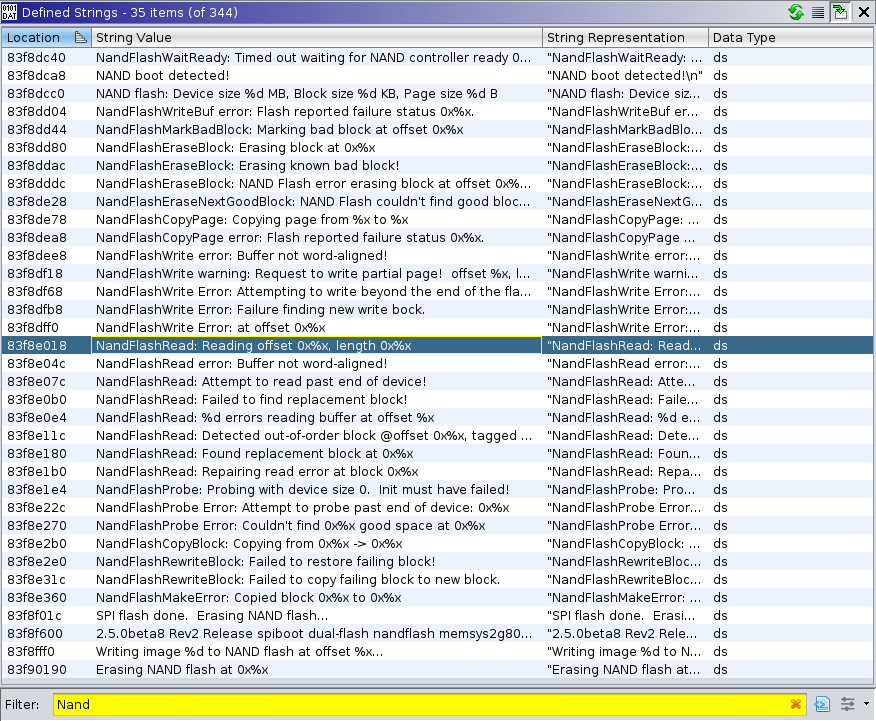 Defined Strings - 35 items (of 344)
Location String Value String Representation Data Type
83f8dc40 NandFlashWaitReady: Timed out waiting for NAND controller ready 0... "NandFlashWaitReady: ... ds
83f8dca8 NAND boot detected! "NAND boot detected!\n" ds
83f8dcc0 NAND flash: Device size %d MB, Block size %d KB, Page size %d B "NAND flash: Device siz... ds
83f8dd04 NandFlashWriteBuf error: Flash reported failure status 0x%x. "NandFlashWriteBuf er... ds
83f8dd44 NandFlashMarkBadBlock: Marking bad block at offset 0x%x "NandFlashMarkBadBlo... ds
83f8dd80 NandFlashEraseBlock: Erasing block at 0x%x "NandFlashEraseBlock:... ds
83f8ddac NandFlashEraseBlock: Erasing known bad block! "NandFlashEraseBlock:... ds
83f8dddc NandFlashEraseBlock: NAND Flash error erasing block at offset 0x%... "NandFlashEraseBlock:... ds
83f8de28 NandFlashEraseNextGoodBlock: NAND Flash couldn't find good bloc... "NandFlashEraseNextG... ds
83f8de78 NandFlashCopyPage: Copying page from %x to %x "NandFlashCopyPage: ... ds
83f8dea8 NandFlashCopyPage error: Flash reported failure status 0x%x. "NandFlashCopyPage ... ds
83f8dee8 NandFlashWrite error: Buffer not word-aligned! "NandFlashWrite error:... ds
83f8df18 NandFlashWrite warning: Request to write partial page!  offset %x, l... "NandFlashWrite warni... ds
83f8df68 NandFlashWrite Error: Attempting to write beyond the end of the fla... "NandFlashWrite Error:... ds
83f8dfb8 NandFlashWrite Error: Failure finding new write bock. "NandFlashWrite Error:... ds
83f8dff0 NandFlashWrite Error: at offset 0x%x "NandFlashWrite Error:... ds
83f8e018 NandFlashRead: Reading offset 0x%x, length 0x%x "NandFlashRead: Read... ds
83f8e04c NandFlashRead error: Buffer not word-aligned! "NandFlashRead error:... ds
83f8e07c NandFlashRead: Attempt to read past end of device! "NandFlashRead: Atte... ds
83f8e0b0 NandFlashRead: Failed to find replacement block! "NandFlashRead: Faile... ds
83f8e0e4 NandFlashRead: %d errors reading buffer at offset %x "NandFlashRead: %d e... ds
83f8e11c NandFlashRead: Detected out-of-order block @offset 0x%x, tagged ... "NandFlashRead: Dete... ds
83f8e180 NandFlashRead: Found replacement block at 0x%x "NandFlashRead: Foun... ds
83f8e1b0 NandFlashRead: Repairing read error at block 0x%x "NandFlashRead: Repa... ds
83f8e1e4 NandFlashProbe: Probing with device size 0.  Init must have failed! "NandFlashProbe: Pro... ds
83f8e22c NandFlashProbe Error: Attempt to probe past end of device: 0x%x "NandFlashProbe Error... ds
83f8e270 NandFlashProbe Error: Couldn't find 0x%x good space at 0x%x "NandFlashProbe Error... ds
83f8e2b0 NandFlashCopyBlock: Copying from 0x%x -> 0x%x "NandFlashCopyBlock: ... ds
83f8e2e0 NandFlashRewriteBlock: Failed to restore failing block! "NandFlashRewriteBloc... ds
83f8e31c NandFlashRewriteBlock: Failed to copy failing block to new block. "NandFlashRewriteBloc... ds
83f8e360 NandFlashMakeError: Copied block 0x%x to 0x%x "NandFlashMakeError: ... ds
83f8f01c SPI flash done.  Erasing NAND flash... "SPI flash done.  Erasi... ds
83f8f600 2.5.0beta8 Rev2 Release spiboot dual-flash nandflash memsys2g80... "2.5.0beta8 Rev2 Rele... ds
83f8fff0 Writing image %d to NAND flash at offset %x... "Writing image %d to N... ds
83f90190 Erasing NAND flash at 0x%x "Erasing NAND flash at... ds
Filter: Nand